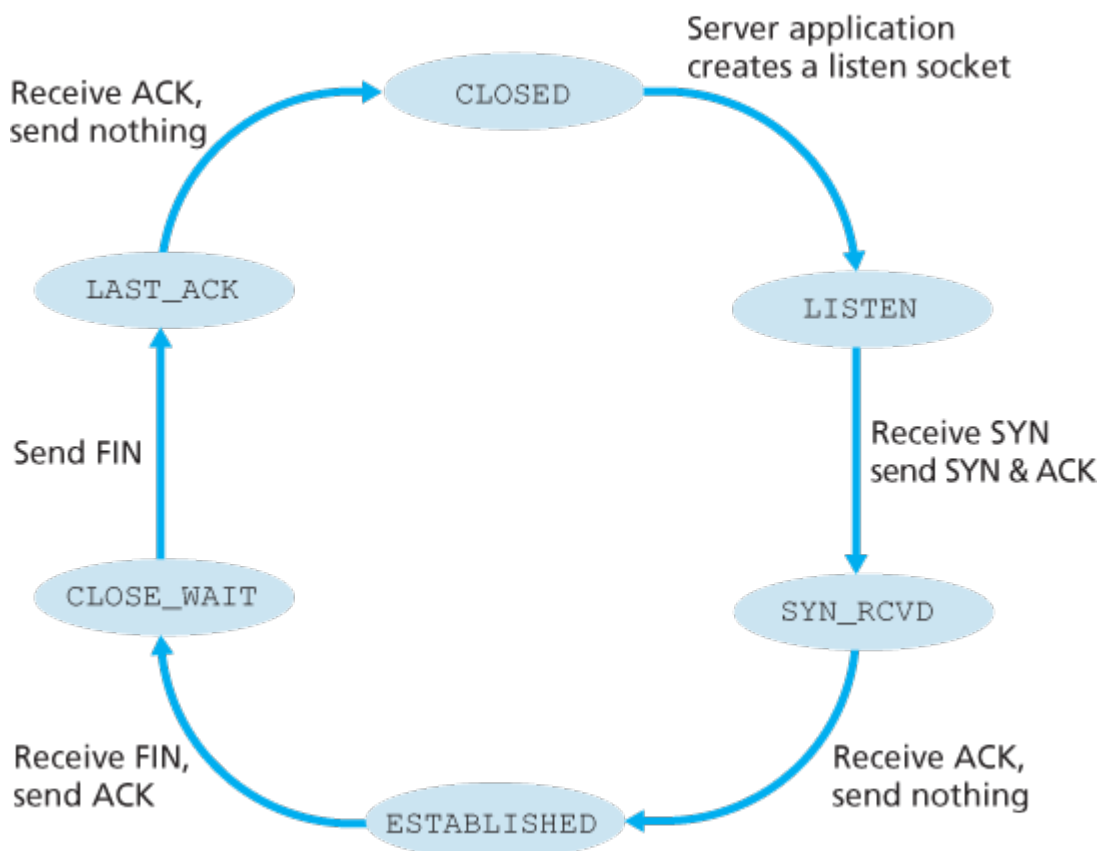 Server application
creates a listen socket
CLOSED
Receive ACK,
send nothing
LAST_ACK
LISTEN
Receive SYN
send SYN & ACK
Send FIN
CLOSE_WAIT
SYN_RCVD
Receive FIN,
send ACK
Receive ACK,
send nothing
ESTABLISHED